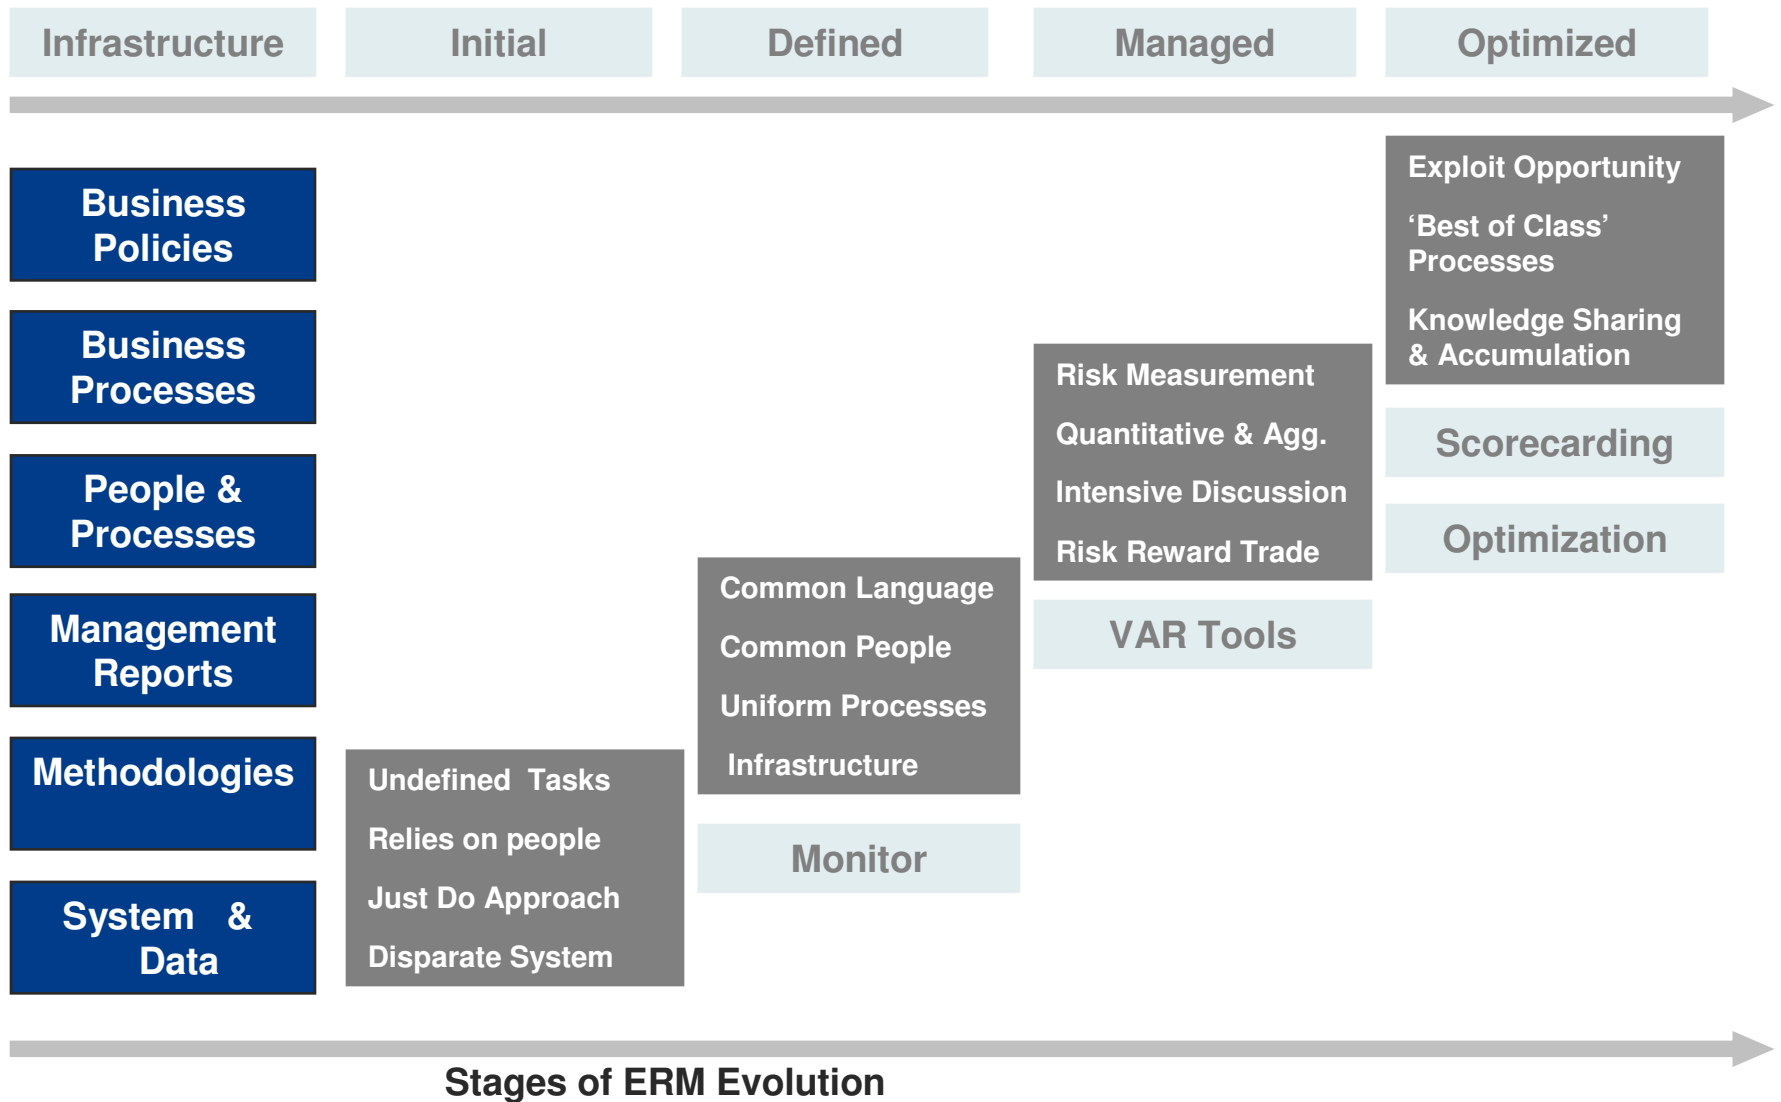 Infrastructure
Initial
Defined
Managed
Optimized
Business
Policies
Business
Processes
People &
Processes
Management
Reports
Methodologies
System & 
Data
Undefined Tasks
Relies on people
Just Do Approach
Disparate System
Common Language
Common People
Uniform Processes
Infrastructure
Monitor
Risk Measurement
Quantitative & Agg.
Intensive Discussion
Risk Reward Trade
VAR Tools
Exploit Opportunity
‘Best of Class’
Processes
Knowledge Sharing
& Accumulation
Scorecarding
Optimization
Stages of ERM Evolution